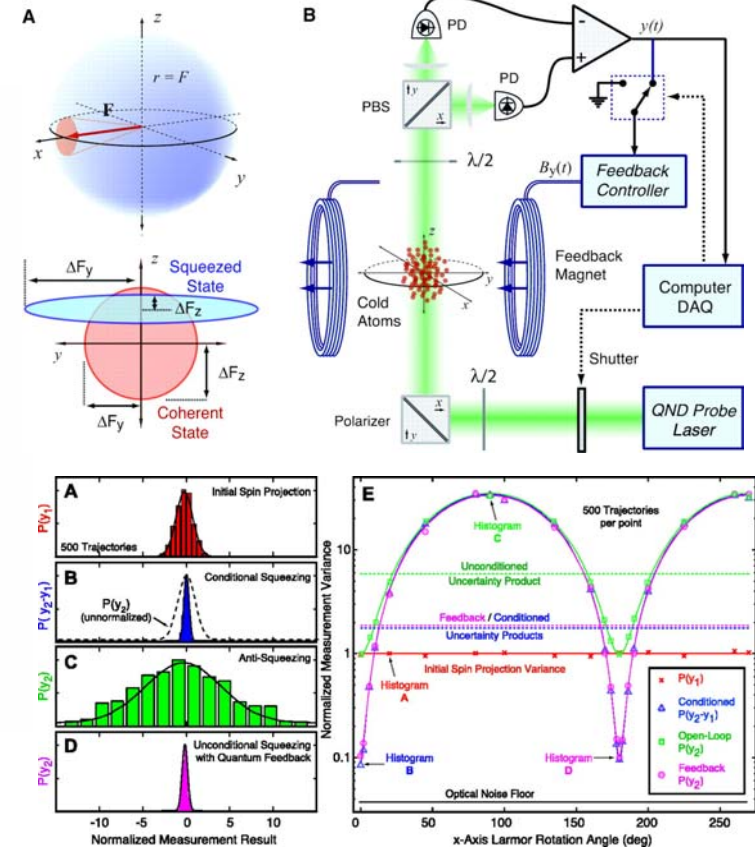 A
z
r = F
F
x
y
ΔFy
z
Squeezed
State
ΔFz
y
ΔFz
ΔFy
Coherent
State
B
PD
-
+
y(t)
PD
PBS
y
x
λ/2
By(t)
Feedback
Controller
z
y
x
Cold
Atoms
Feedback
Magnet
Computer
DAQ
Shutter
λ/2
Polarizer
y
x
QND Probe
Laser
A
Initial Spin Projection
500 Trajectories
P(y1)
B
Conditional Squeezing
P(y2)
(unnormalized)
P(y2-y1)
C
Anti-Squeezing
P(y2)
D
Unconditional Squeezing
with Quantum Feedback
P(y2)
-10 -5 0 5 10 15
Normalized Measurement Result
E
500 Trajectories
per point
Histogram
C
Unconditioned
Uncertainty Product
Feedback / Conditioned
Uncertainty Products
Initial Spin Projection Variance
Histogram
A
Histogram
B
Histogram
D
Optical Noise Floor
P(y1)
Conditioned
P(y2-y1)
Open-Loop
P(y2)
Feedback
P(y2)
Normalized Measurement Variance
10
1
0.1
0 50 100 150 200 250
x-Axis Larmor Rotation Angle (deg)